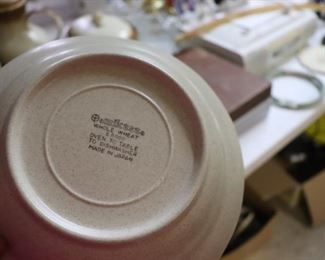 WHOLE WHEAT
OVEN TO TABLE
TO DISHWASHER
MADE IN JAPAN